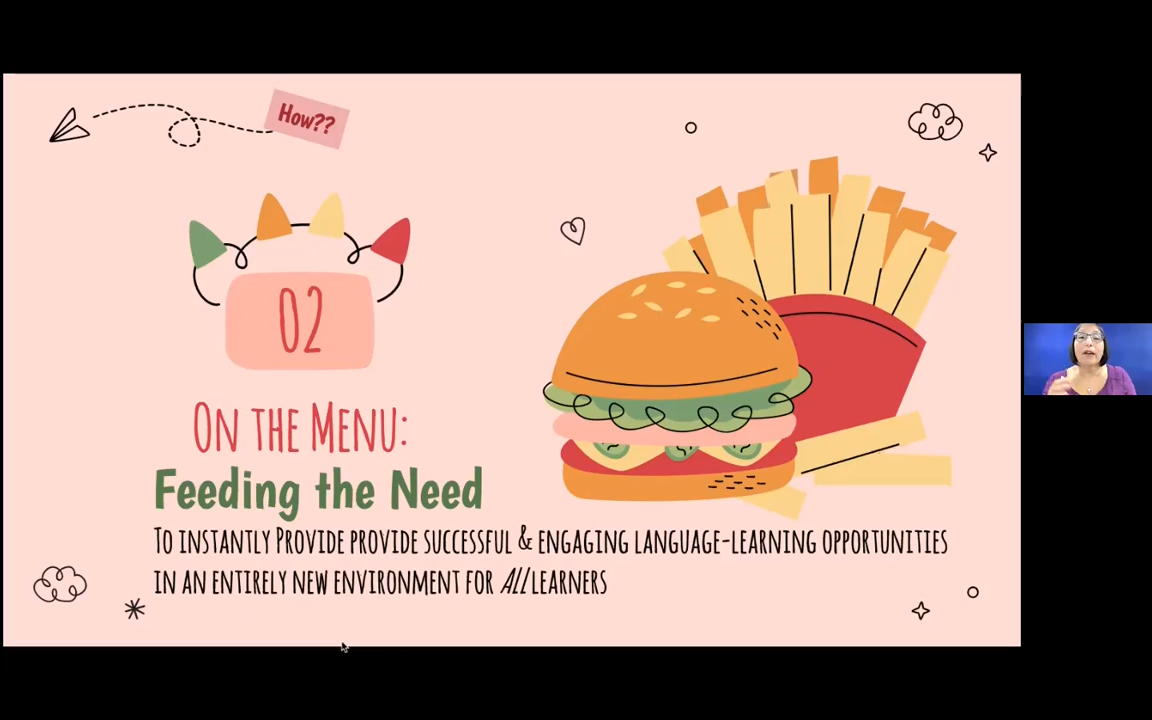 How??
02
On the Menu:
Feeding the Need
To instantly Provide provide successful & engaging language-learning opportunities
in an entirely new environment for ALL learners